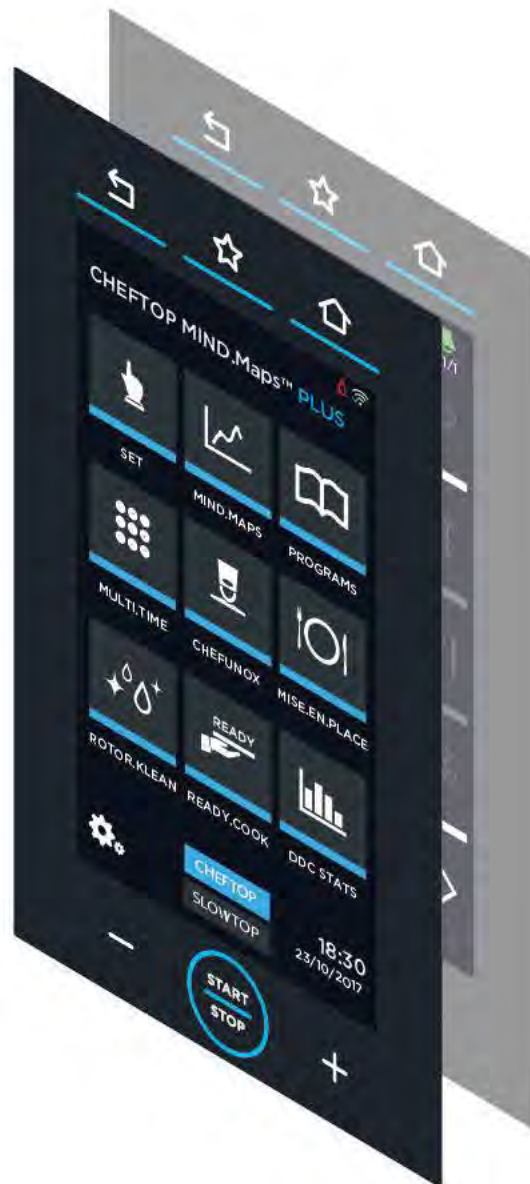 CHEFTOP MIND.Maps™ PLUS
SET
MIND.MAPS
PROGRAMS
MULTI.TIME
CHEFUNOX
MISE.EN.PLACE
READY
ROTOR.KLEAN
READY.COOK
DDC STATS
CHEFTOP
SLOWTOP
18:30
23/10/2017
START
STOP